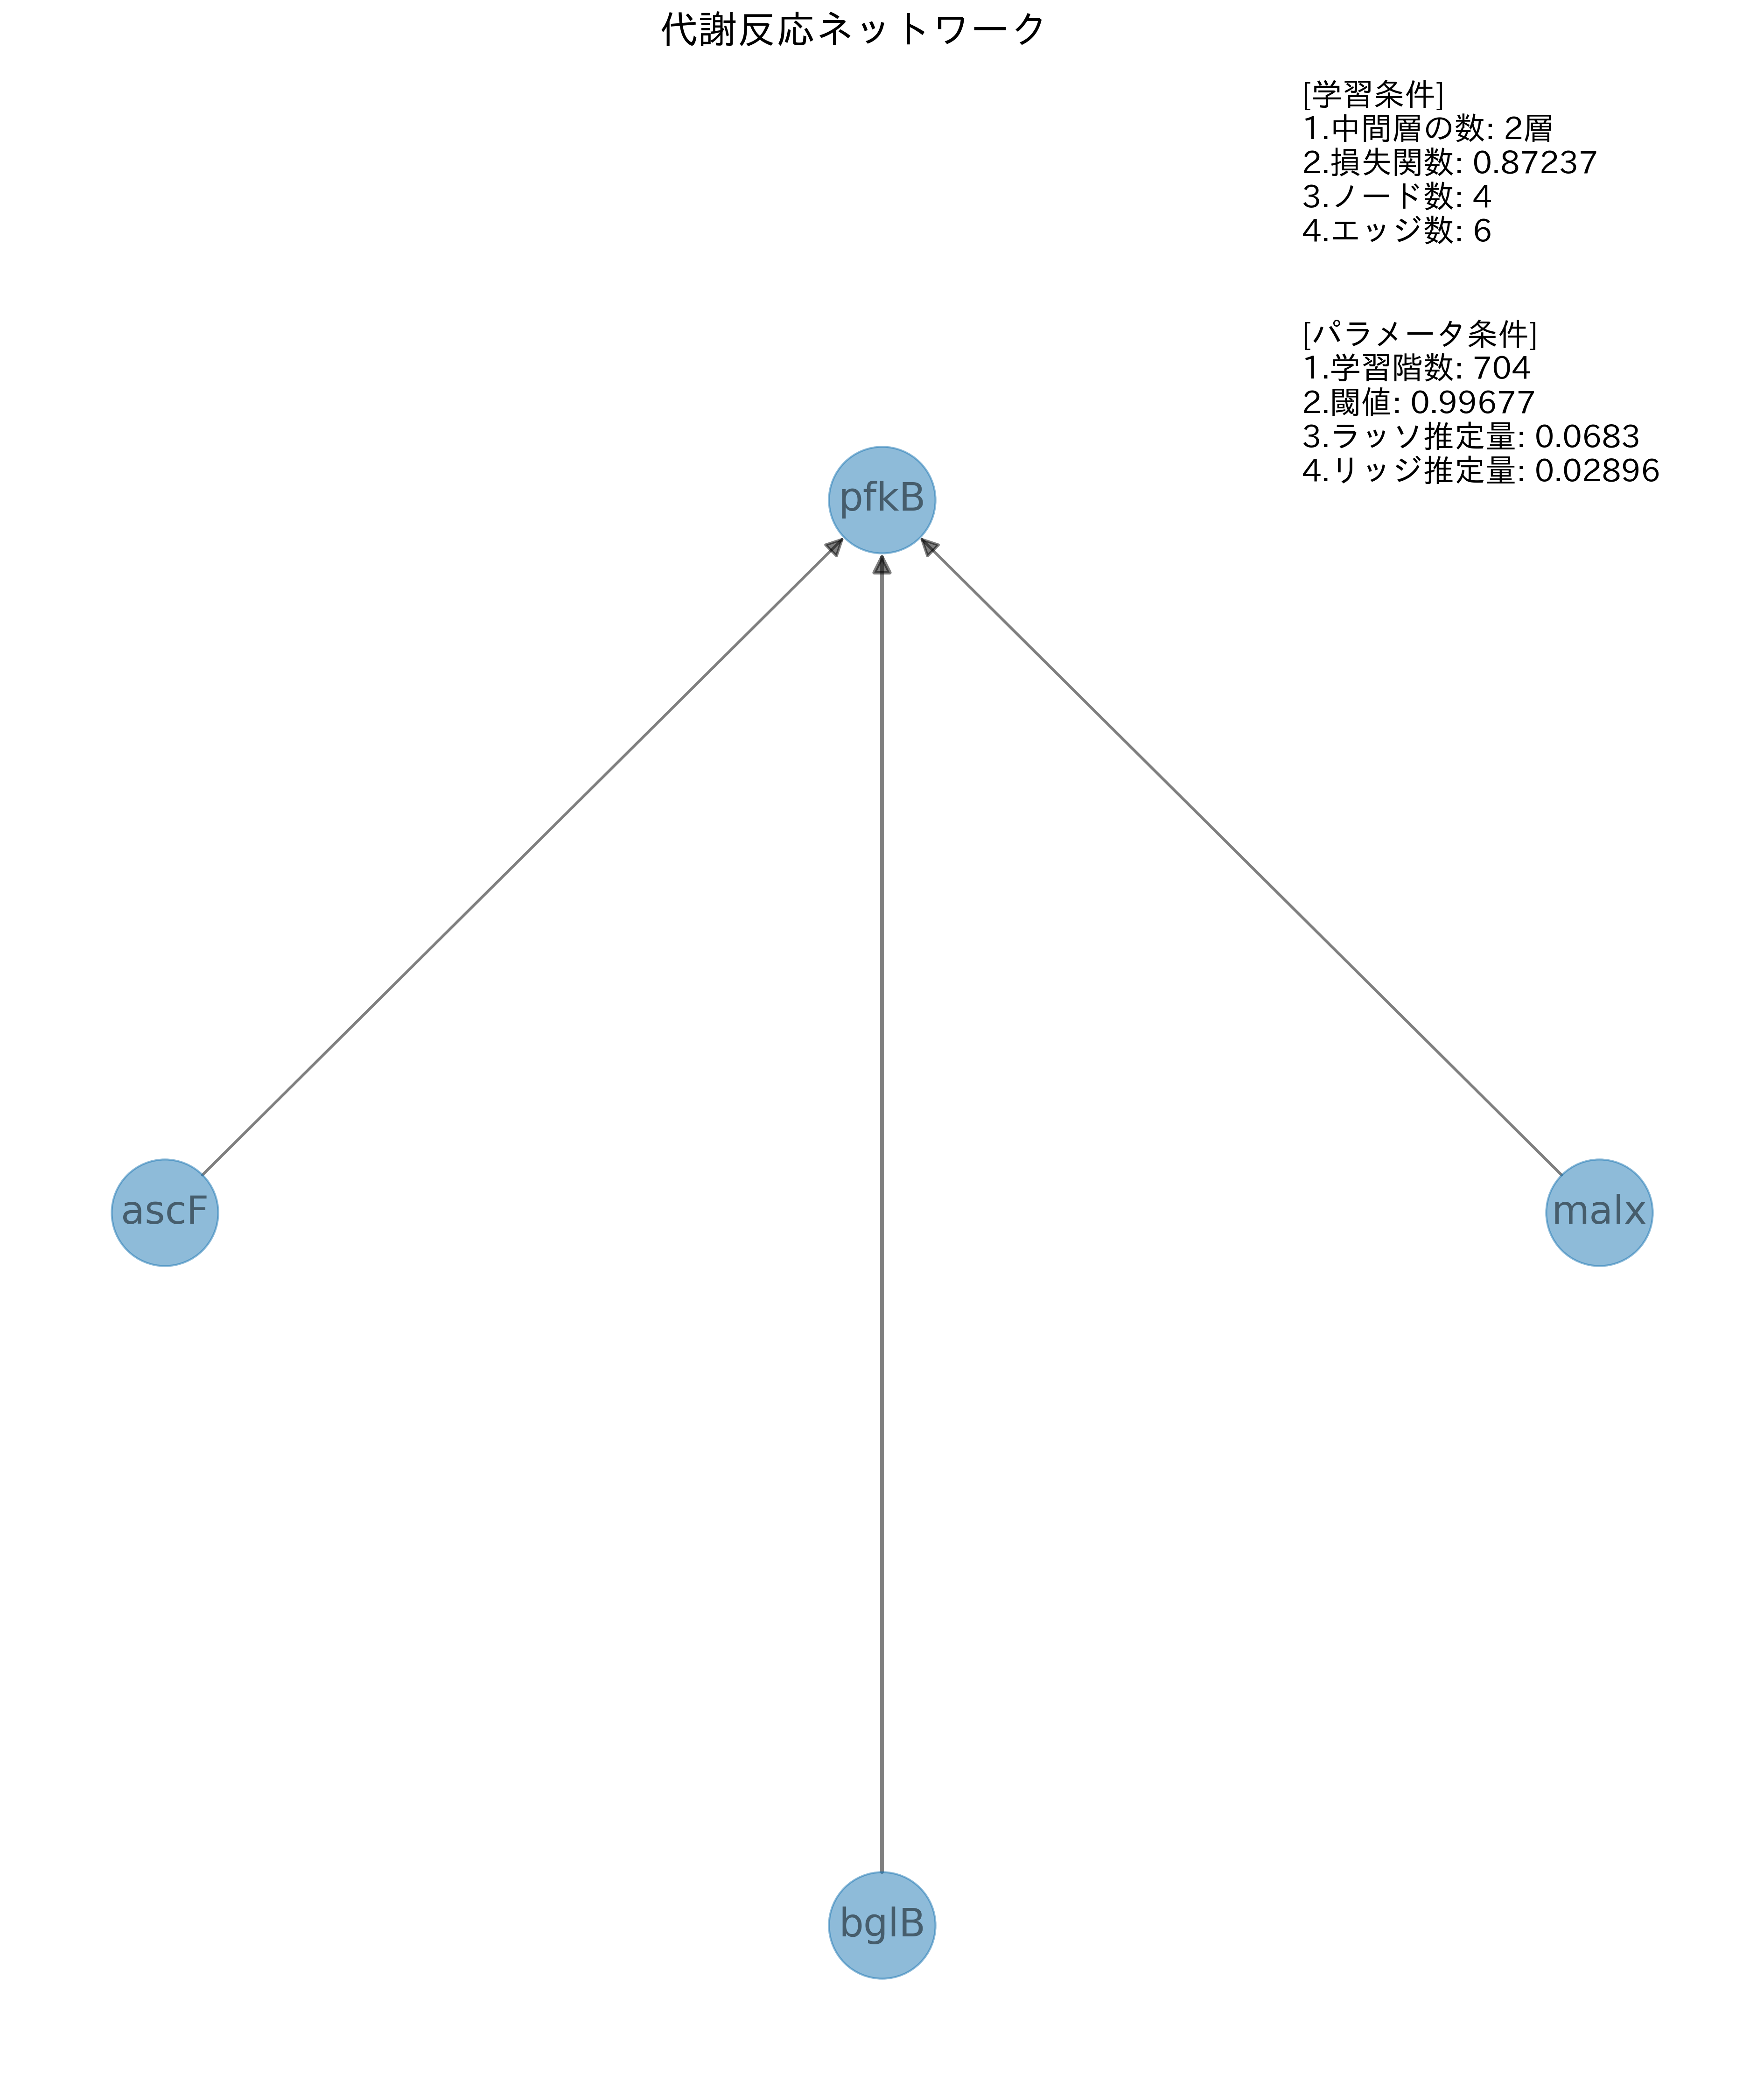 代謝反応ネットワーク
[学習条件]
1.中間層の数: 2層
2.損失関数: 0.87237
3.ノード数: 4
4.エッジ数: 6
[パラメータ条件]
1.学習階数: 704
2.閾値: 0.99677
3.ラッソ推定量: 0.0683
4.リッジ推定量: 0.02896
pfkB
ascF
malx
bglB